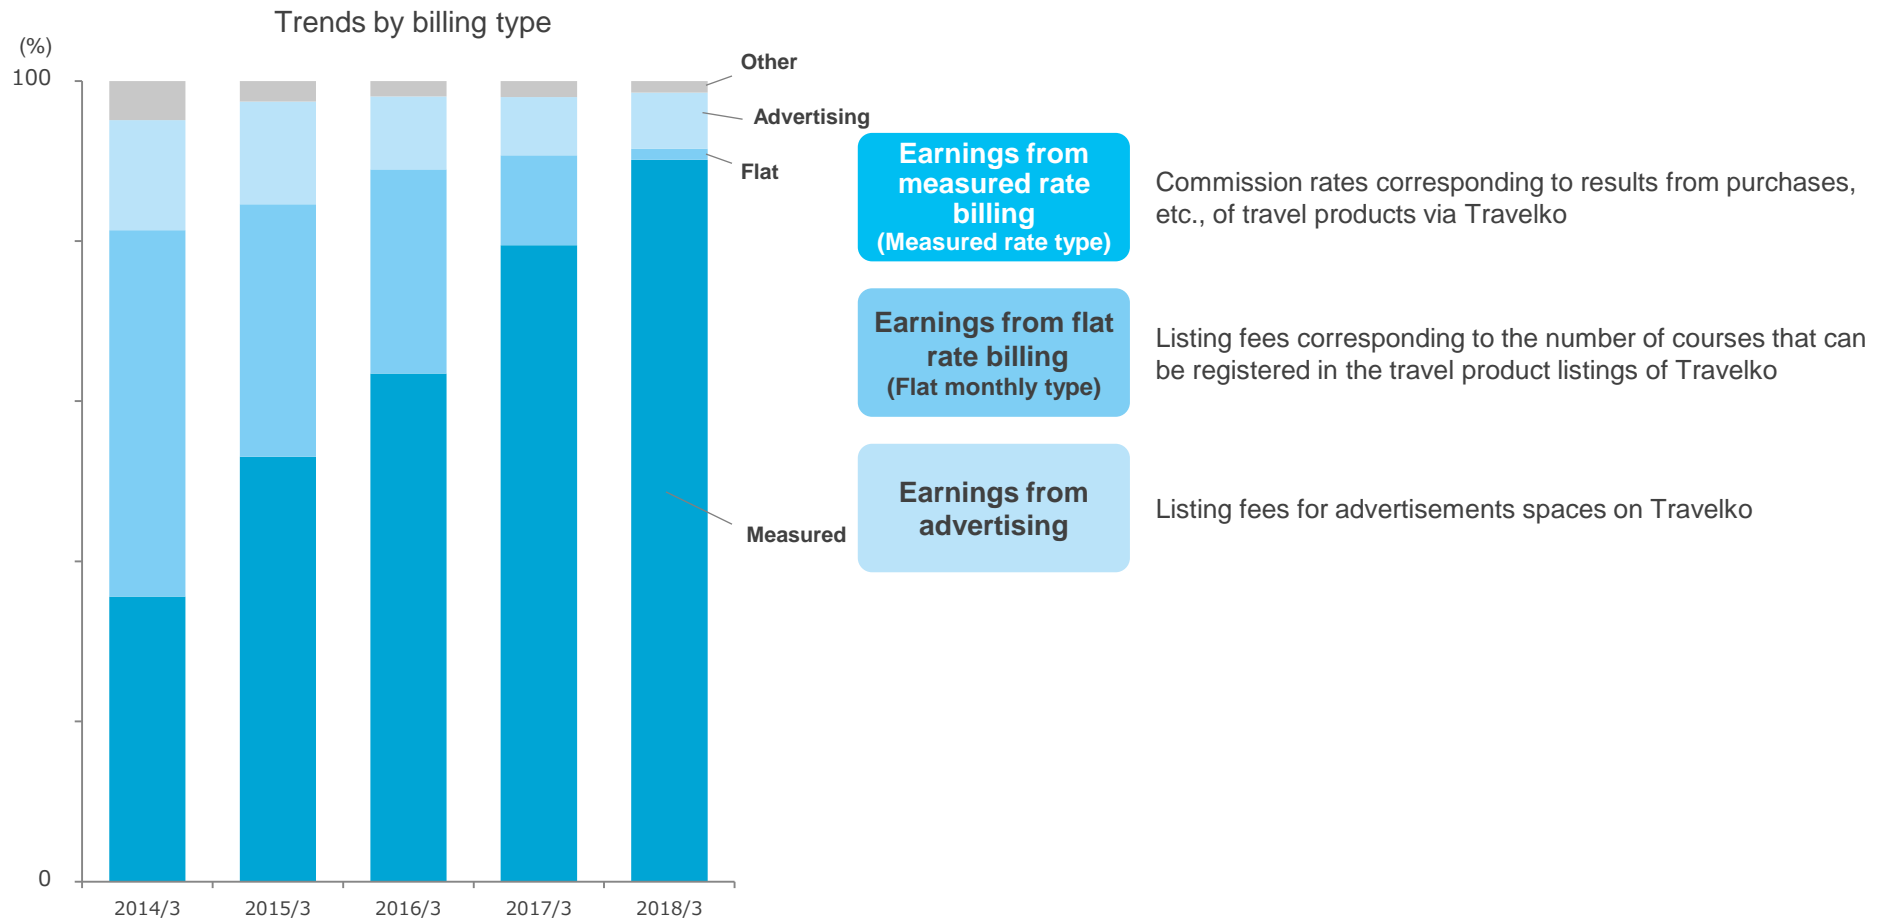 Trends by billing type
(%)
100
0
2014/3
2015/3
2016/3
2017/3
2018/3
Other
Advertising
Flat
Measured
Earnings from
measured rate
billing
(Measured rate type)
Commission rates corresponding to results from purchases,
etc., of travel products via Travelko
Earnings from flat
rate billing
(Flat monthly type)
Listing fees corresponding to the number of courses that can
be registered in the travel product listings of Travelko
Earnings from
advertising
Listing fees for advertisements spaces on Travelko